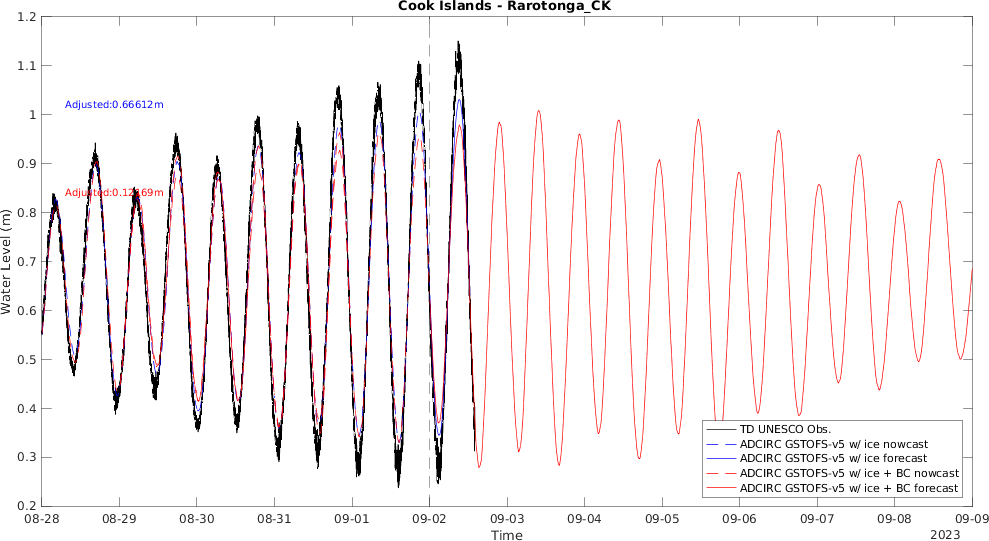 Cook Islands - Rarotonga_CK
1.2
1.1
1
0.9
0.8
0.7
0.6
0.5
0.4
0.3
0.2
Water Level (m)
Adjusted:0.66612m
Adjusted:0.12169m
TD UNESCO Obs.
ADCIRC GSTOFS-v5 w/ ice nowcast
ADCIRC GSTOFS-v5 w/ ice forecast
ADCIRC GSTOFS-v5 w/ ice + BC nowcast
ADCIRC GSTOFS-v5 w/ ice + BC forecast
08-28 08-29 08-30 08-31 09-01 09-02 09-03 09-04 09-05 09-06 09-07 09-08 09-09
Time
2023